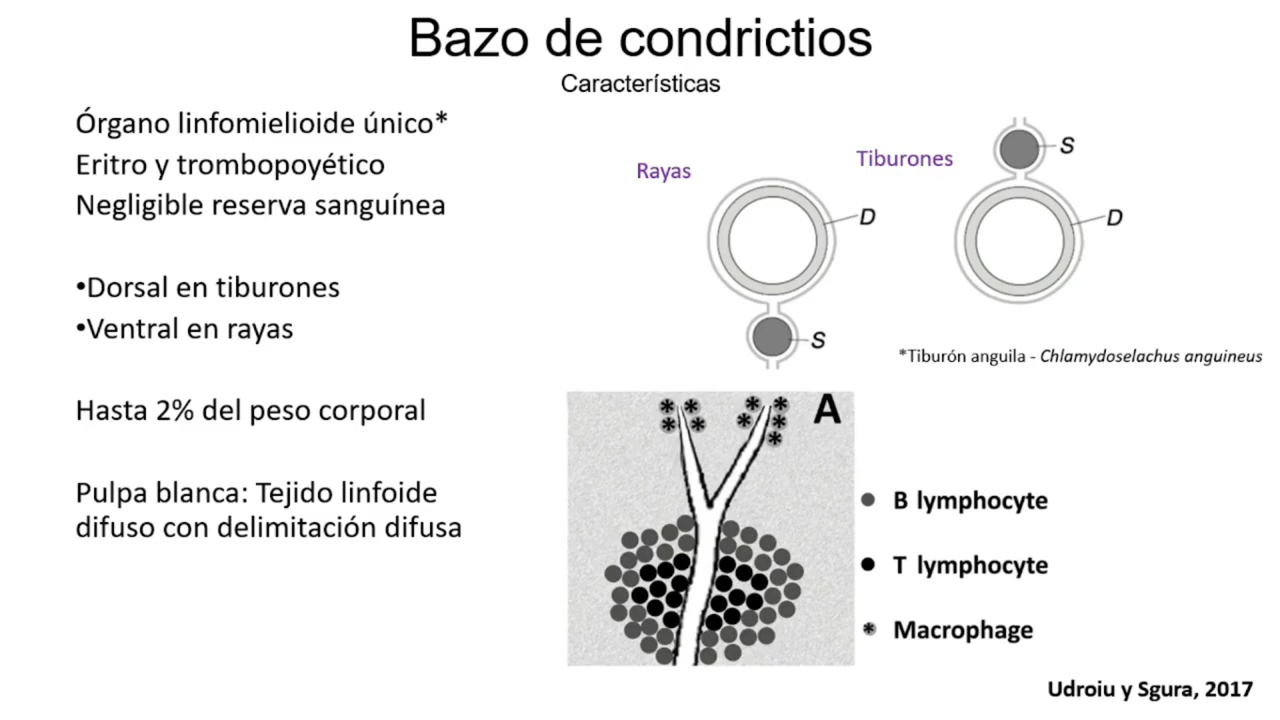 Bazo de condrictios
Características
Órgano linfomielioide único*
Eritro y trombopoyético
Negligible reserva sanguínea
•Dorsal en tiburones
•Ventral en rayas
Hasta 2% del peso corporal
Pulpa blanca: Tejido linfoide
difuso con delimitación difusa
Rayas
D
S
Tiburones
S
D
*Tiburón anguila - Chlamydoselachus anguineus
A
B lymphocyte
T lymphocyte
Macrophage
Udroiu y Sgura, 2017